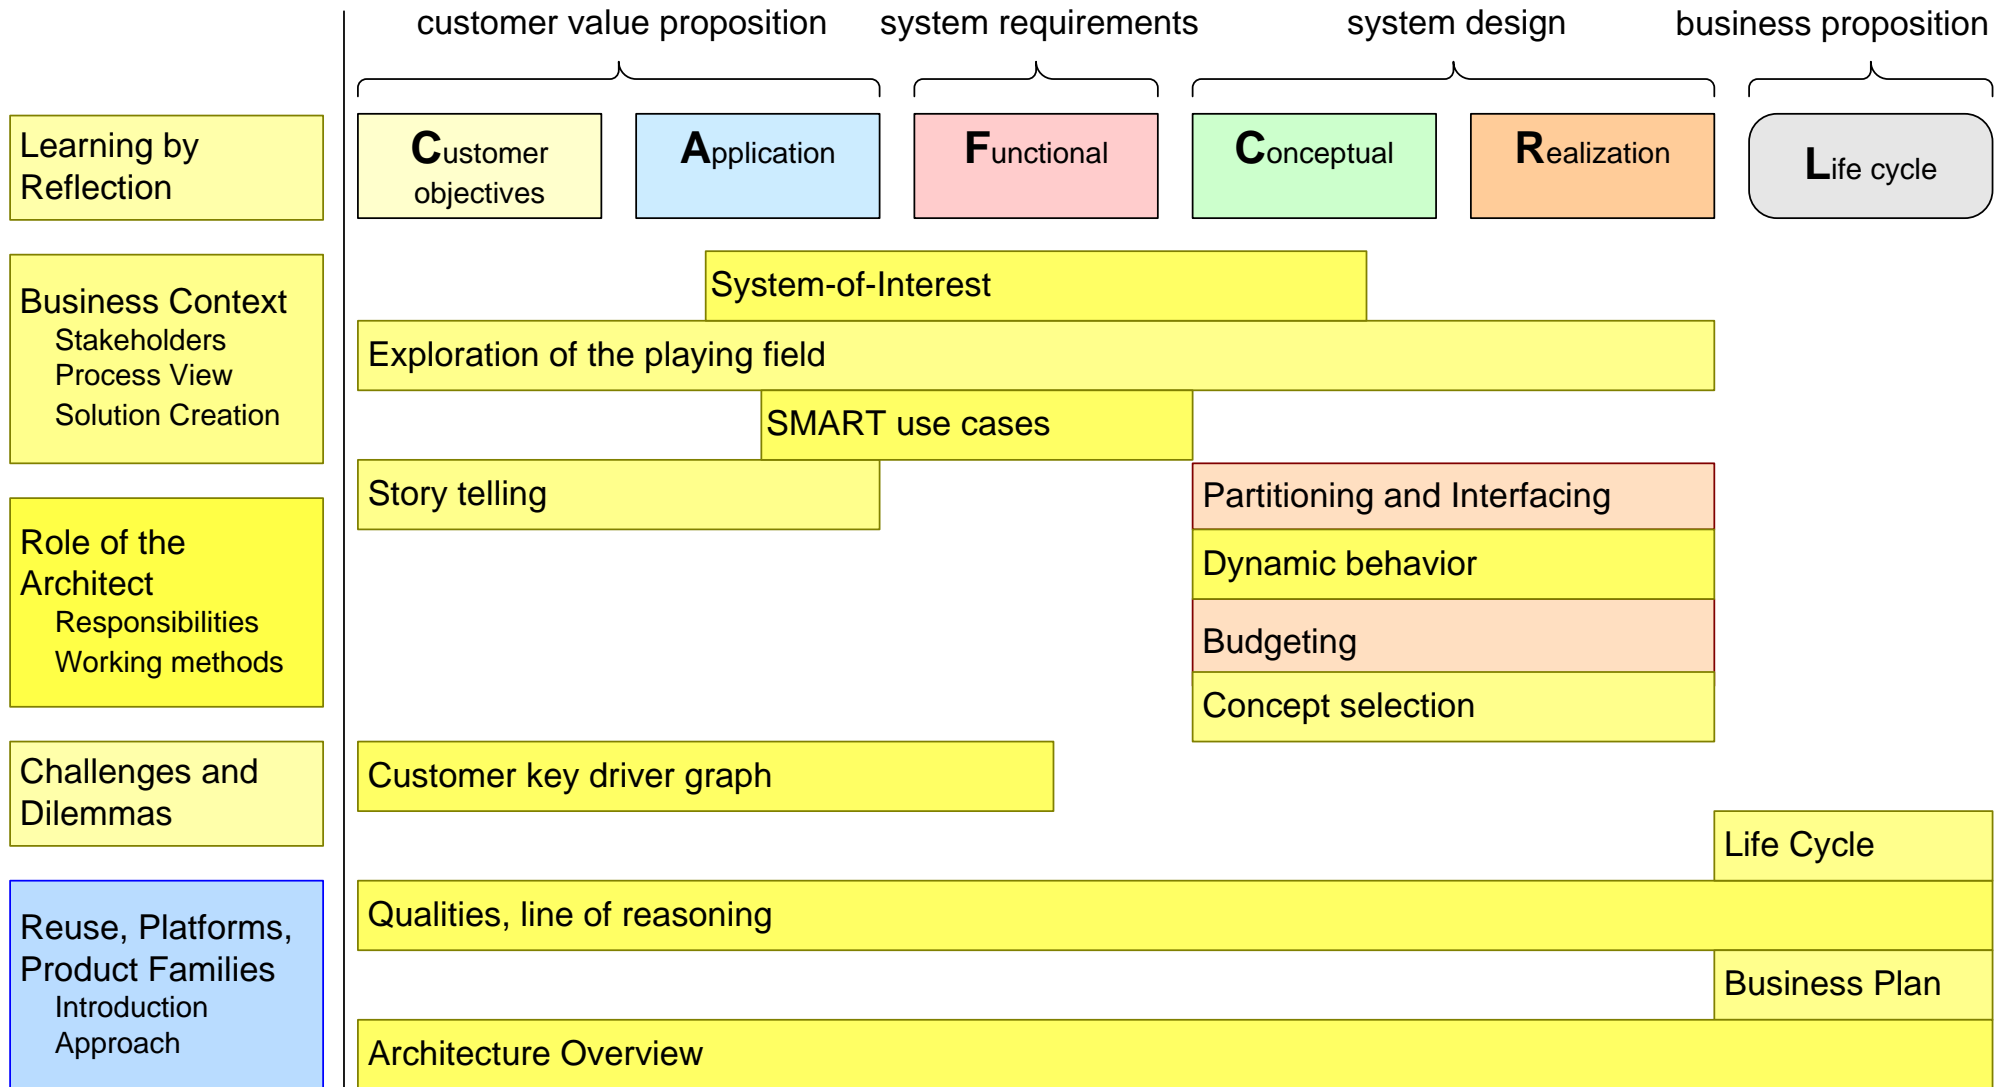 customer value proposition
system requirements
system design
business proposition
Learning by
Reflection
Customer
objectives
Application
Functional
Conceptual
Realization
Life cycle
Business Context
Stakeholders
Process View
Solution Creation
Role of the
Architect
Responsibilities
Working methods
Challenges and
Dilemmas
Reuse, Platforms,
Product Families
Introduction
Approach
System-of-Interest
Exploration of the playing field
SMART use cases
Story telling
Partitioning and Interfacing
Dynamic behavior
Budgeting
Concept selection
Customer key driver graph
Life Cycle
Qualities, line of reasoning
Business Plan
Architecture Overview